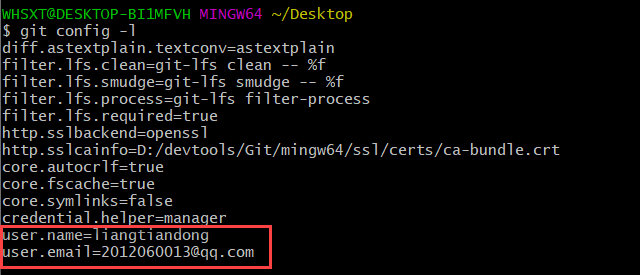 WHSXT@DESKTOP-BI1MFVH MINGW64 ~/Desktop
$ git config -l
diff.astextplain.textconv=astextplain
filter.lfs.clean=git-lfs clean -- %f
filter.lfs.smudge=git-lfs smudge -- %f
filter.lfs.process=git-lfs filter-process
filter.lfs.required=true
http.sslbackend=openssl
http.sslcainfo=D:/devtools/Git/mingw64/ssl/certs/ca-bundle.crt
core.autocrlf=true
core.fscache=true
core.symlinks=false
credential.helper=manager
user.name=liangtiandong
user.email=2012060013@qq.com